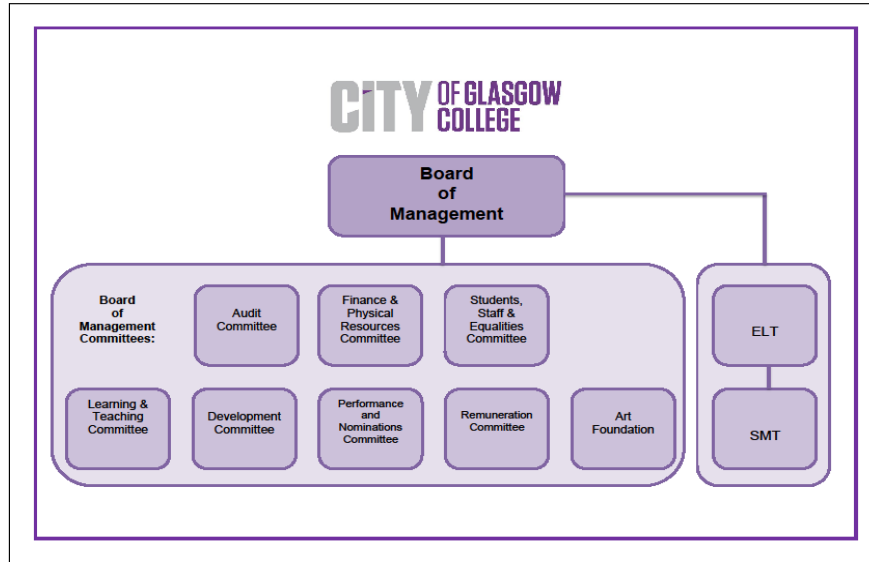 CITY OF GLASGOW
COLLEGE
Board
of
Management
Board
of
Management
Committees:
Audit
Committee
Finance &
Physical
Resources
Committee
Students,
Staff &
Equalities
Committee
ELT
Learning &
Teaching
Committee
Development
Committee
Performance
and
Nominations
Committee
Remuneration
Committee
Art
Foundation
SMT